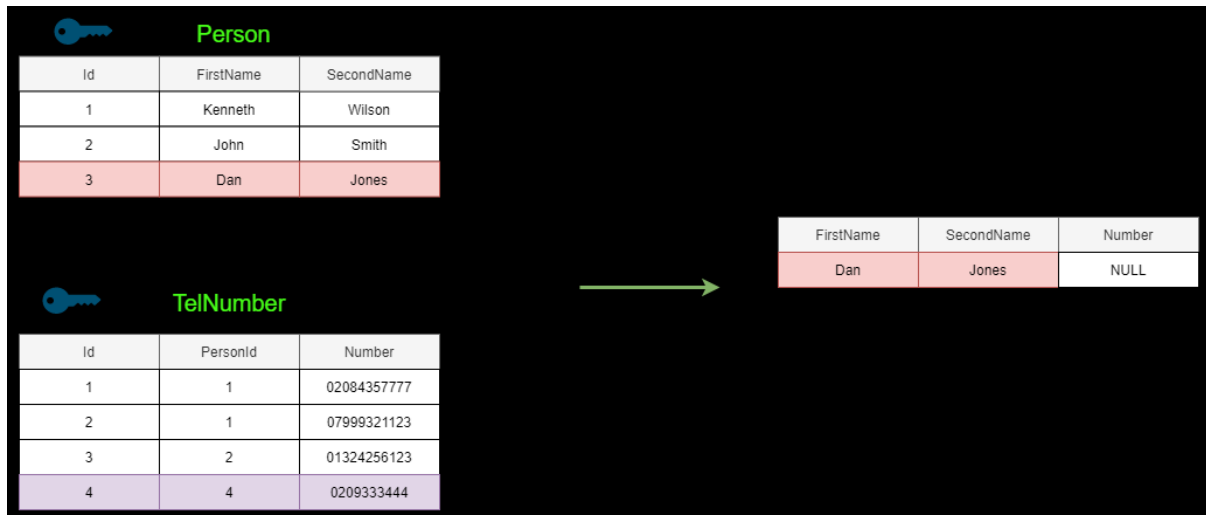 Person
Id FirstName SecondName
1 Kenneth Wilson
2 John Smith
3 Dan Jones
TelNumber
Id PersonId Number
1 1 02084357777
2 1 07999321123
3 2 01324256123
4 4 0209333444
FirstName SecondName Number
Dan Jones NULL